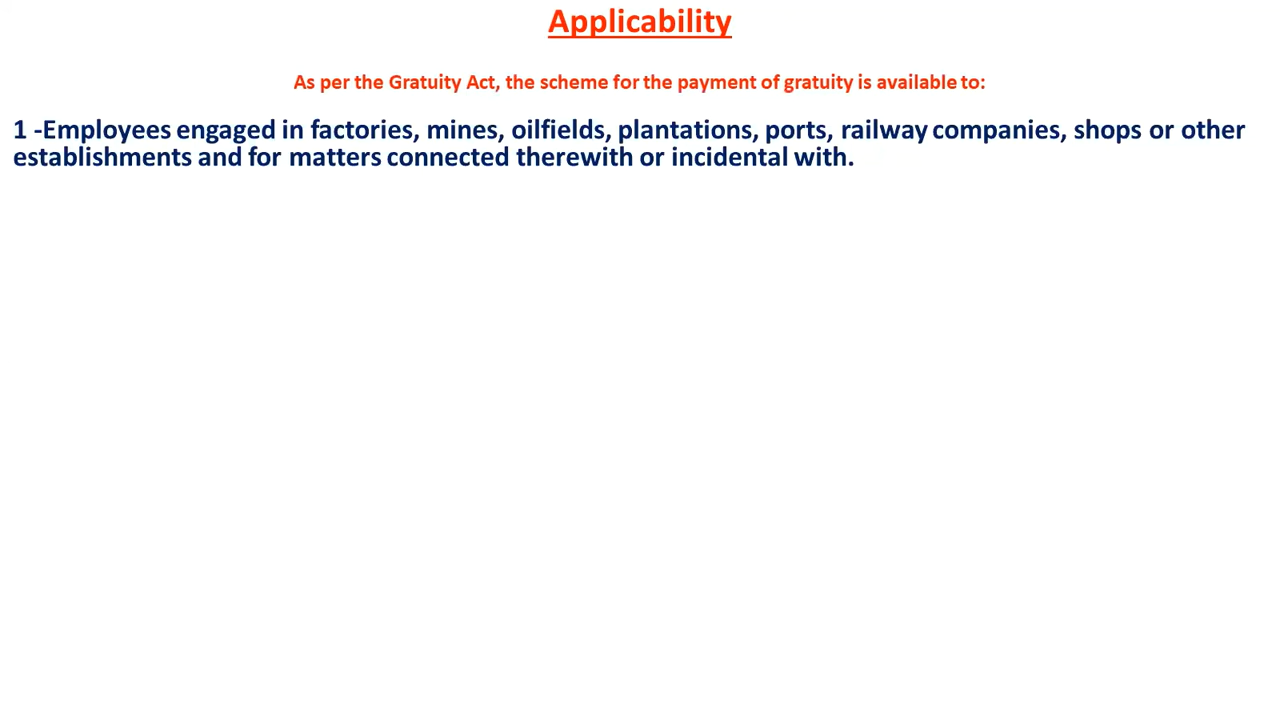 Applicability
As per the Gratuity Act, the scheme for the payment of gratuity is available to:
1 -Employees engaged in factories, mines, oilfields, plantations, ports, railway companies, shops or other
establishments and for matters connected therewith or incidental with.